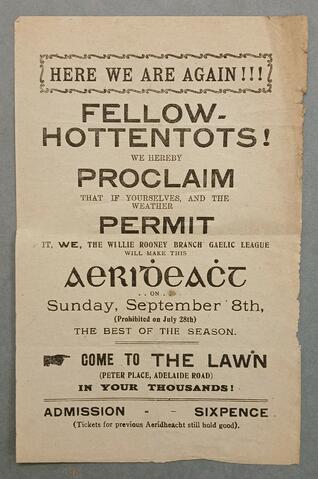 HERE WE ARE AGAIN!!!
FELLOW-
HOTTENTOTS!
WE HEREBY
PROCLAIM
THAT IF YOURSELVES, AND THE
WEATHER
PERMIT
IT, WE, THE WILLIE ROONEY BRANCH GAELIC LEAGUE
WILL MAKE THIS
Aeriḋeaċt
. . ON . .
Sunday, September 8th,
(Prohibited on July 28th)
THE BEST OF THE SEASON.
☛ COME TO THE LAWN
(PETER PLACE, ADELAIDE ROAD)
IN YOUR THOUSANDS!
ADMISSION - - SIXPENCE
(Tickets for previous Aeridheacht still hold good).